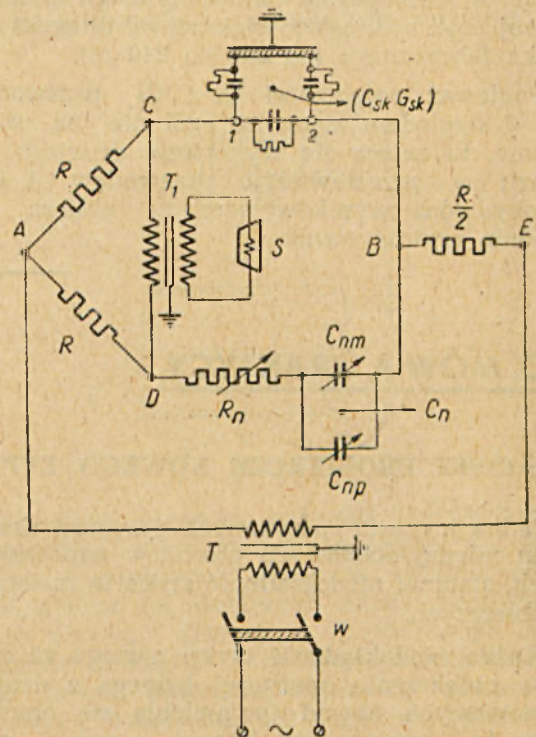 (C_sk G_sk)
C
1
2
R
T_1
S
A
B
R/2
E
R
D
R_n
C_nm
C_n
C_np
T
w
~